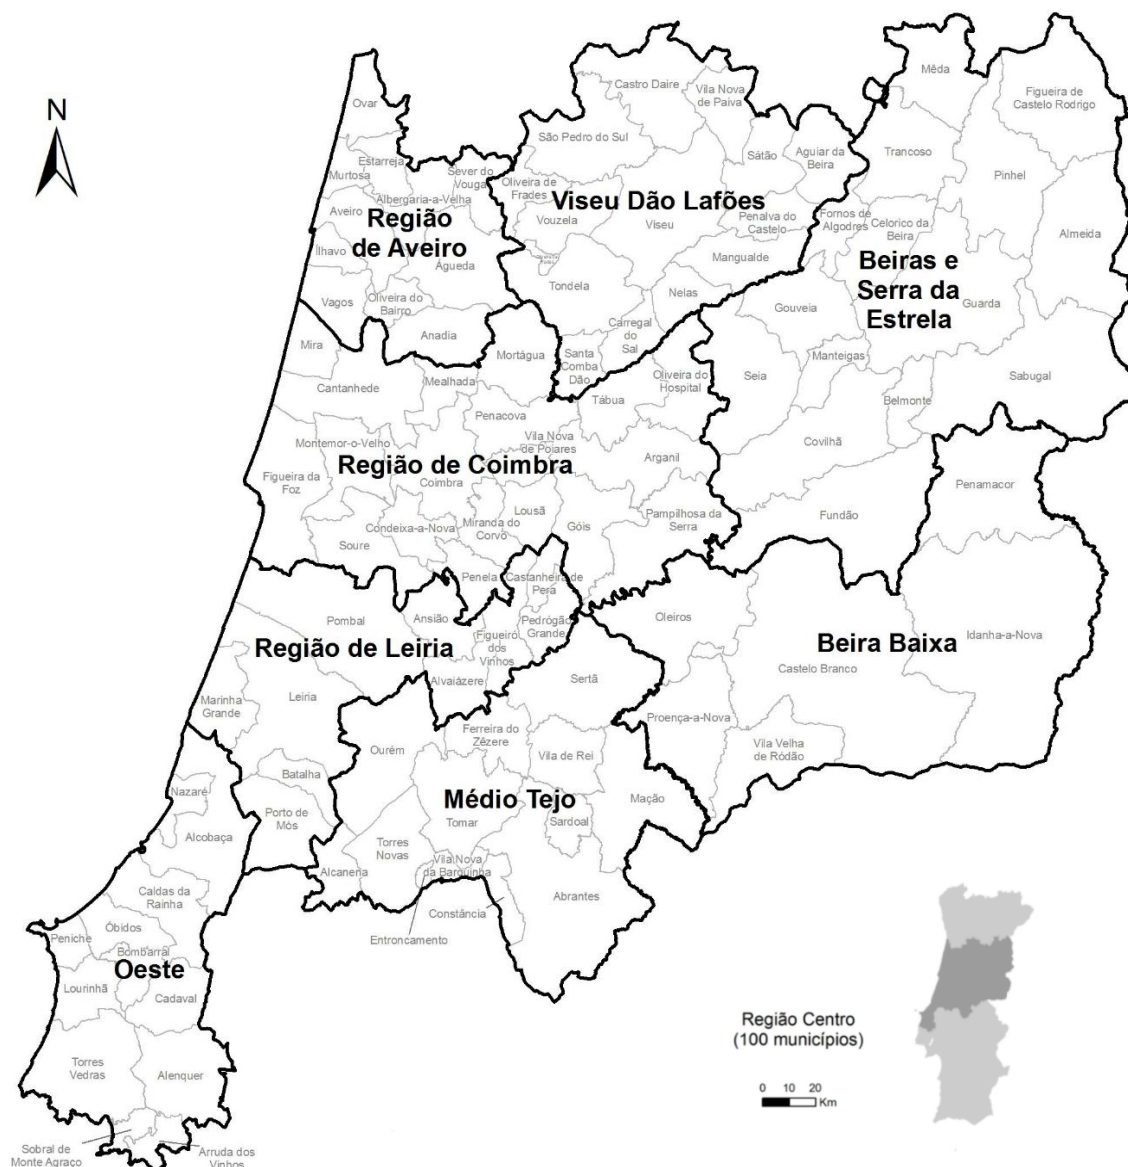 N
Mêda
Figueira de
Castelo Rodrigo
Castro Daire
Vila Nova
de Paiva
Ovar
São Pedro do Sul
Sátão
Aguiar da
Beira
Trancoso
Pinhel
Estarreja
Murtosa
Sever do
Vouga
Albergaria-a-Velha
Oliveira de
Frades
Viseu Dão Lafões
Vouzela
Viseu
Penalva do
Castelo
Fornos de
Algodres
Celorico da
Beira
Almeida
Aveiro
Região
de Aveiro
Ílhavo
Águeda
Mangualde
Beiras e
Serra da
Estrela
Guarda
Tondela
Nelas
Gouveia
Vagos
Oliveira do
Bairro
Anadia
Carregal
do
Sal
Mira
Mortágua
Santa
Comba
Dão
Manteigas
Seia
Sabugal
Cantanhede
Mealhada
Oliveira do
Hospital
Tábua
Belmonte
Penacova
Montemor-o-Velho
Vila Nova
de Poiares
Covilhã
Região de Coimbra
Arganil
Figueira da
Foz
Coimbra
Penamacor
Lousã
Condeixa-a-Nova
Miranda do
Corvo
Góis
Pampilhosa da
Serra
Fundão
Soure
Penela
Castanheira de
Pera
Pombal
Ansião
Figueiró
dos
Vinhos
Pedrógão
Grande
Oleiros
Idanha-a-Nova
Região de Leiria
Beira Baixa
Castelo Branco
Alvaiázere
Sertã
Marinha
Grande
Leiria
Proença-a-Nova
Ferreira do
Zêzere
Ourém
Vila de Rei
Vila Velha
de Ródão
Batalha
Nazaré
Médio Tejo
Mação
Porto de
Mós
Tomar
Sardoal
Alcobaça
Torres
Novas
Alcanena
Vila Nova
da Barquinha
Caldas da
Rainha
Abrantes
Constância
Óbidos
Peniche
Entroncamento
Bombarral
Oeste
Lourinhã
Cadaval
Região Centro
(100 municípios)
Torres
Vedras
Alenquer
0 10 20
Km
Sobral de
Monte Agraço
Arruda dos
Vinhos